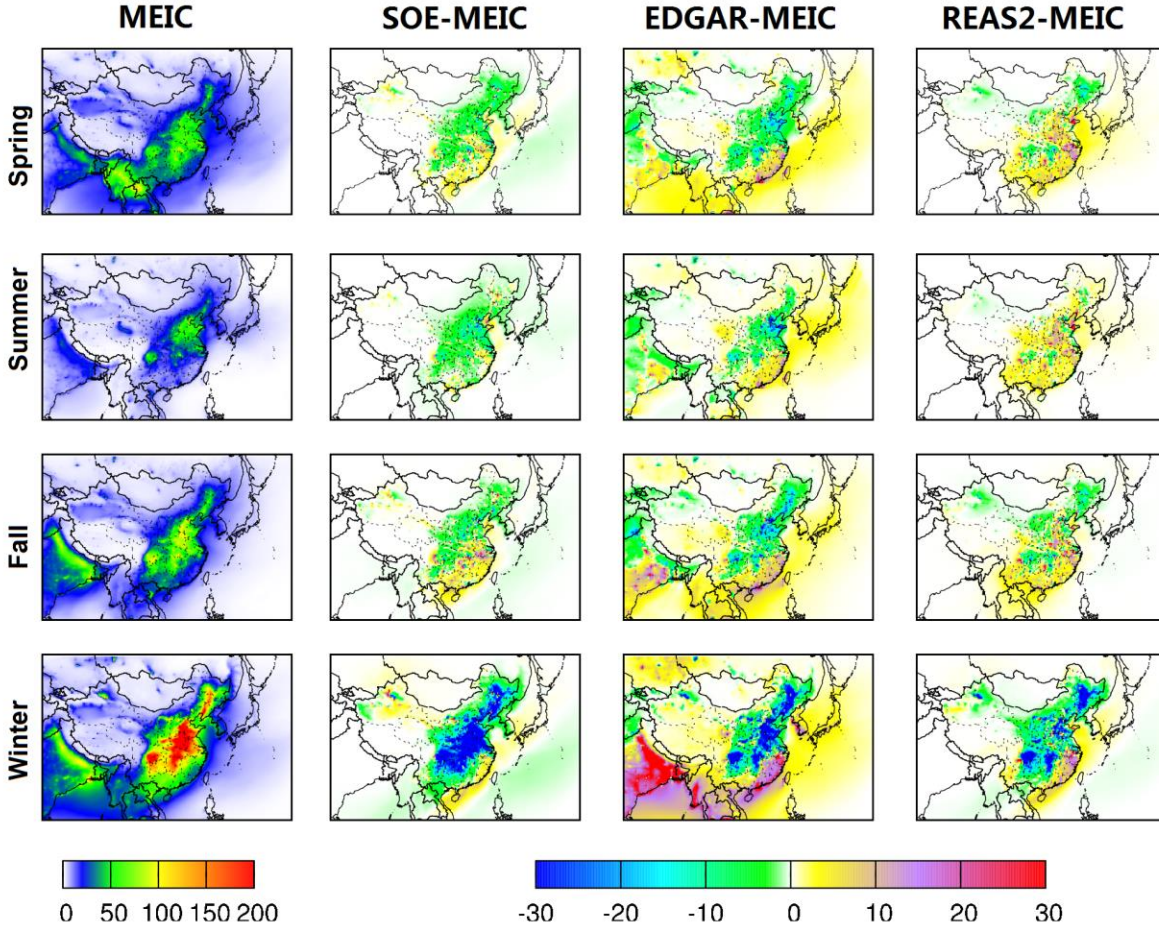 MEIC SOE-MEIC EDGAR-MEIC REAS2-MEIC
Spring
Summer
Fall
Winter
0 50 100 150 200
-30 -20 -10 0 10 20 30